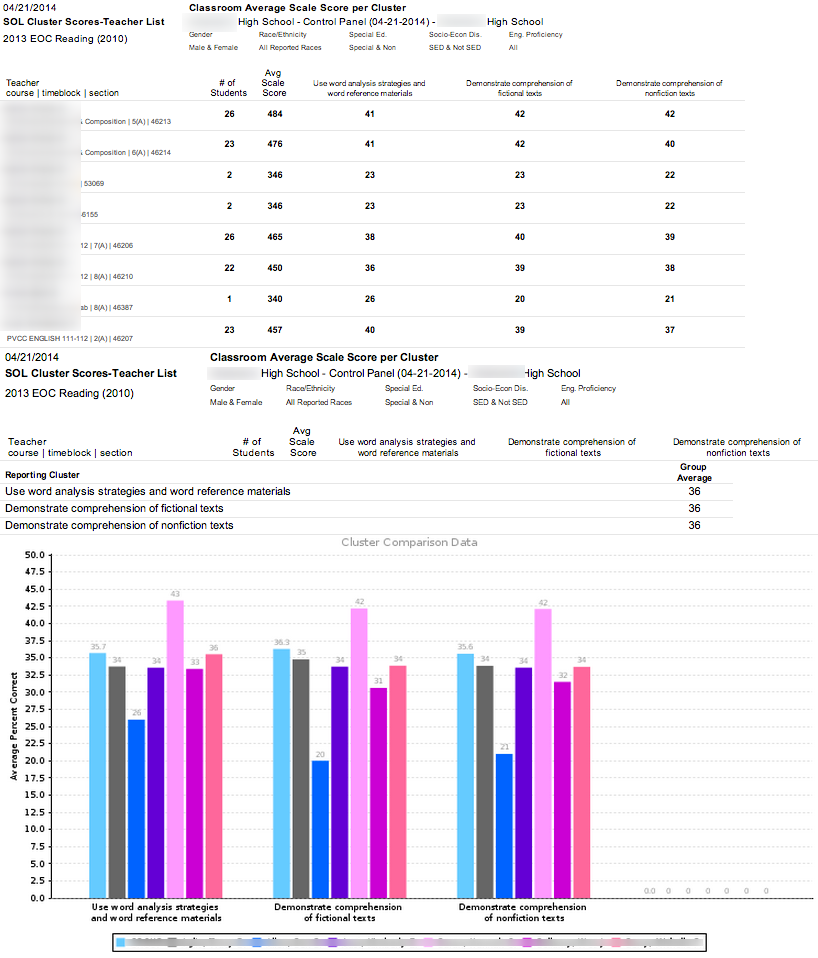 04/21/2014
Classroom Average Scale Score per Cluster
SOL Cluster Scores-Teacher List
High School - Control Panel (04-21-2014) - High School
2013 EOC Reading (2010)
Gender Race/Ethnicity Special Ed. Socio-Econ Dis. Eng. Proficiency
Male & Female All Reported Races Special & Non SED & Not SED All
Teacher
course | timeblock | section
# of
Students
Avg
Scale
Score
Use word analysis strategies and
word reference materials
Demonstrate comprehension of
fictional texts
Demonstrate comprehension of
nonfiction texts
26 484 41 42 42
& Composition | 5(A) | 46213
23 476 41 42 40
& Composition | 6(A) | 46214
2 346 23 23 22
| 53069
2 346 23 23 22
6155
26 465 38 40 39
12 | 7(A) | 46206
22 450 36 39 38
12 | 8(A) | 46210
1 340 26 20 21
ab | 8(A) | 46387
23 457 40 39 37
PVCC ENGLISH 111-112 | 2(A) | 46207
04/21/2014
Classroom Average Scale Score per Cluster
SOL Cluster Scores-Teacher List
High School - Control Panel (04-21-2014) - High School
2013 EOC Reading (2010)
Gender Race/Ethnicity Special Ed. Socio-Econ Dis. Eng. Proficiency
Male & Female All Reported Races Special & Non SED & Not SED All
Teacher
course | timeblock | section
# of
Students
Avg
Scale
Score
Use word analysis strategies and
word reference materials
Demonstrate comprehension of
fictional texts
Demonstrate comprehension of
nonfiction texts
Reporting Cluster
Group
Average
Use word analysis strategies and word reference materials 36
Demonstrate comprehension of fictional texts 36
Demonstrate comprehension of nonfiction texts 36
Cluster Comparison Data
Average Percent Correct
50.0
47.5
45.0
42.5
40.0
37.5
35.0
32.5
30.0
27.5
25.0
22.5
20.0
17.5
15.0
12.5
10.0
7.5
5.0
2.5
0.0
35.7 34 26 34 43 33 36
36.3 35 20 34 42 31 34
35.6 34 21 34 42 32 34
0.0 0 0 0 0 0 0
Use word analysis strategies
and word reference materials
Demonstrate comprehension
of fictional texts
Demonstrate comprehension
of nonfiction texts